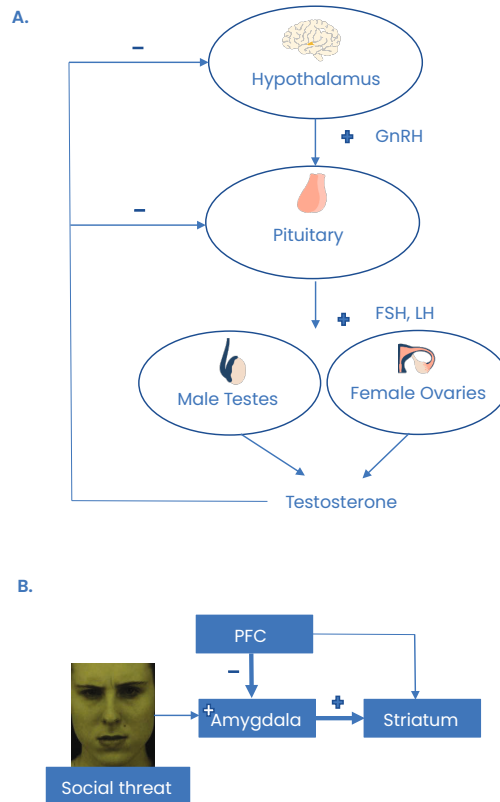 A.
–
Hypothalamus
+ GnRH
–
Pituitary
+ FSH, LH
Male Testes
Female Ovaries
Testosterone
B.
PFC
–
+
+
Amygdala
Striatum
Social threat